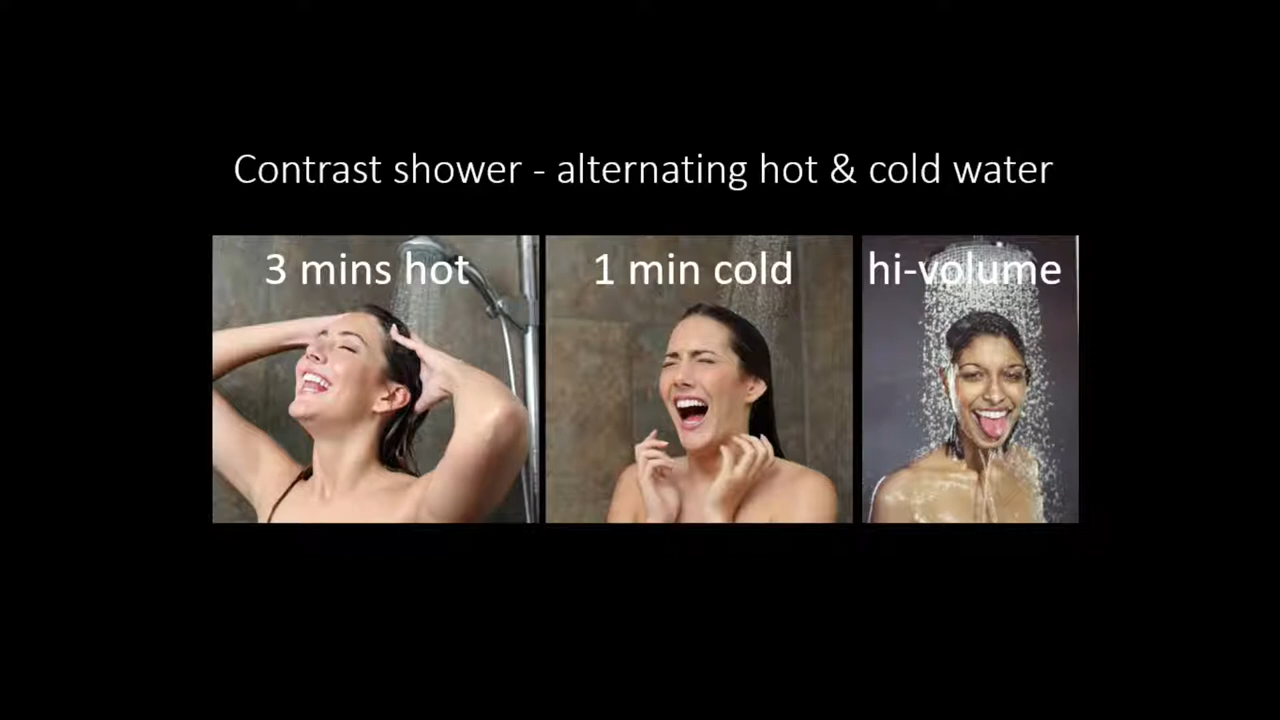 Contrast shower - alternating hot & cold water
3 mins hot
1 min cold
hi-volume